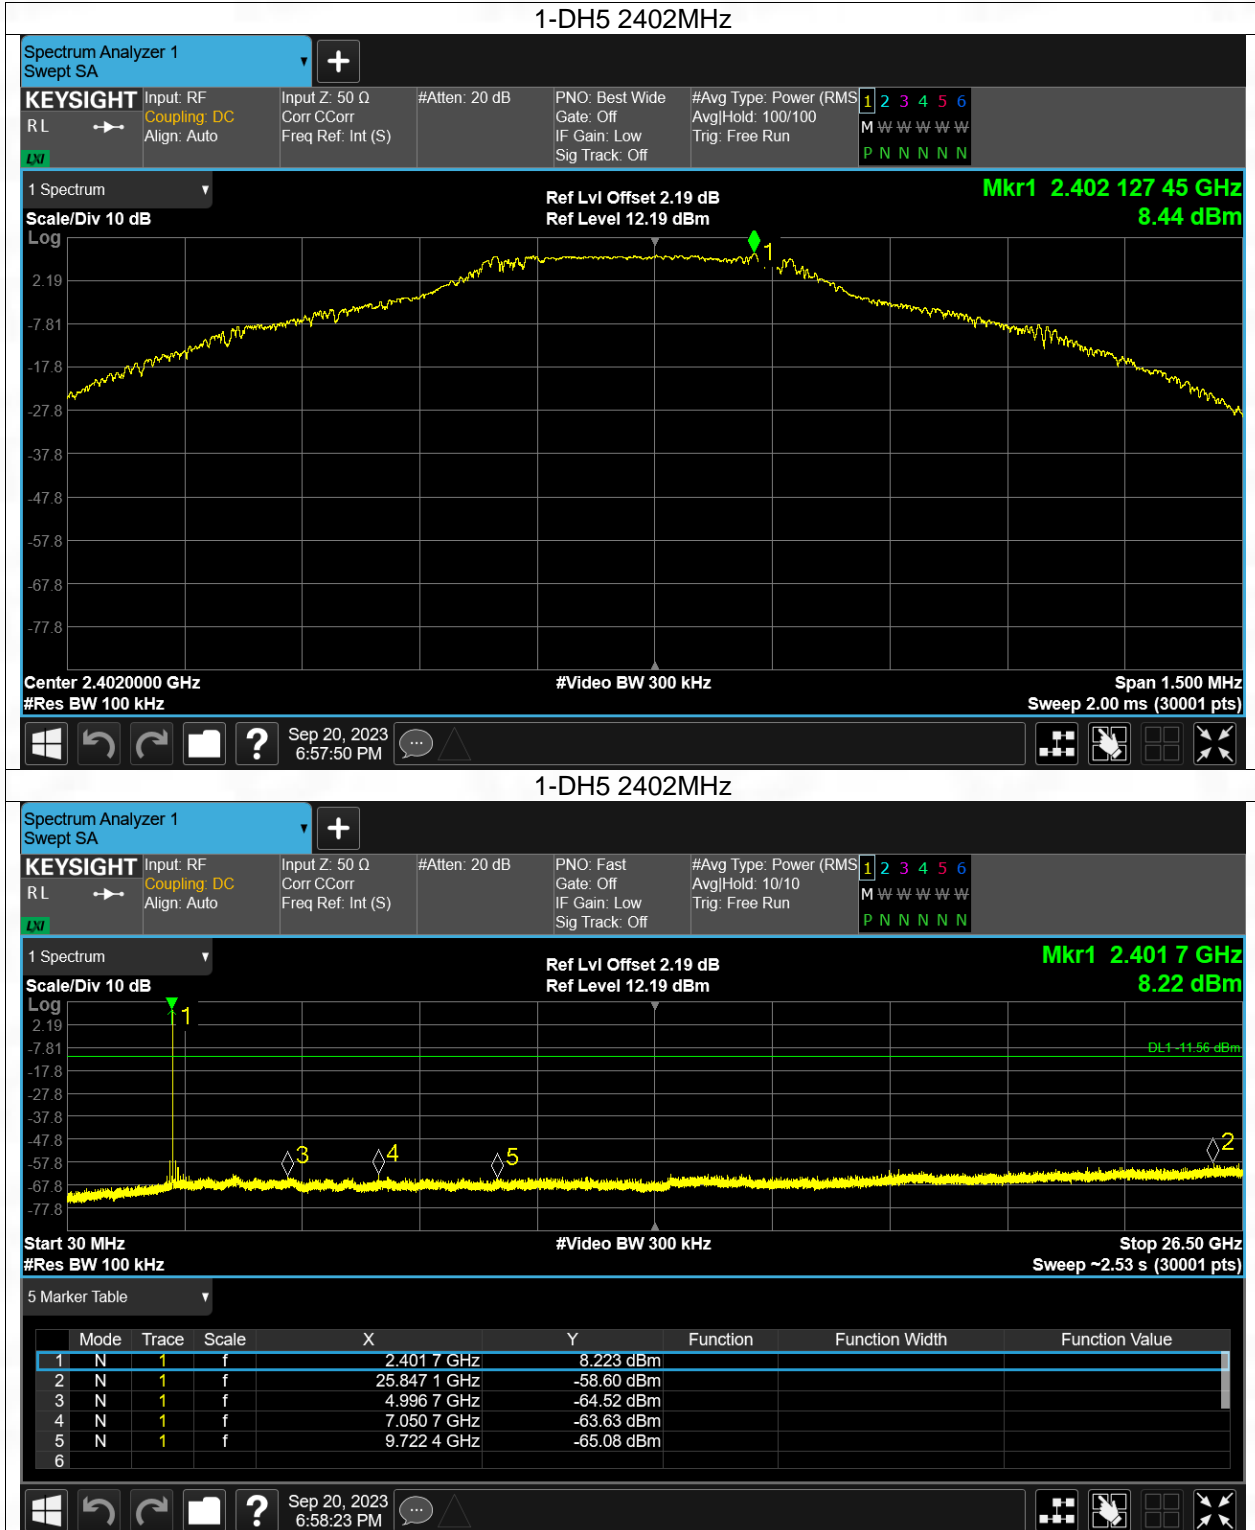 1-DH5 2402MHz
Spectrum Analyzer 1
Swept SA
KEYSIGHT Input: RF Input Z: 50 Ω #Atten: 20 dB PNO: Best Wide #Avg Type: Power (RMS 1 2 3 4 5 6
R L Coupling: DC Corr CCorr Gate: Off Avg|Hold: 100/100 M W W W W W
Align: Auto Freq Ref: Int (S) IF Gain: Low Trig: Free Run
LXI Sig Track: Off P N N N N N
1 Spectrum Ref Lvl Offset 2.19 dB Mkr1 2.402 127 45 GHz
Scale/Div 10 dB Ref Level 12.19 dBm 8.44 dBm
Log
1
2.19
-7.81
-17.8
-27.8
-37.8
-47.8
-57.8
-67.8
-77.8
Center 2.4020000 GHz #Video BW 300 kHz Span 1.500 MHz
#Res BW 100 kHz Sweep 2.00 ms (30001 pts)
? Sep 20, 2023
6:57:50 PM
1-DH5 2402MHz
Spectrum Analyzer 1
Swept SA
KEYSIGHT Input: RF Input Z: 50 Ω #Atten: 20 dB PNO: Fast #Avg Type: Power (RMS 1 2 3 4 5 6
R L Coupling: DC Corr CCorr Gate: Off Avg|Hold: 10/10 M W W W W W
Align: Auto Freq Ref: Int (S) IF Gain: Low Trig: Free Run
LXI Sig Track: Off P N N N N N
1 Spectrum Ref Lvl Offset 2.19 dB Mkr1 2.401 7 GHz
Scale/Div 10 dB Ref Level 12.19 dBm 8.22 dBm
Log
1
2.19
-7.81 DL1 -11.56 dBm
-17.8
-27.8
-37.8
-47.8 2
3 4 5
-57.8
-67.8
-77.8
Start 30 MHz #Video BW 300 kHz Stop 26.50 GHz
#Res BW 100 kHz Sweep ~2.53 s (30001 pts)
5 Marker Table
Mode Trace Scale X Y Function Function Width Function Value
1 N 1 f 2.401 7 GHz 8.223 dBm
2 N 1 f 25.847 1 GHz -58.60 dBm
3 N 1 f 4.996 7 GHz -64.52 dBm
4 N 1 f 7.050 7 GHz -63.63 dBm
5 N 1 f 9.722 4 GHz -65.08 dBm
6
? Sep 20, 2023
6:58:23 PM